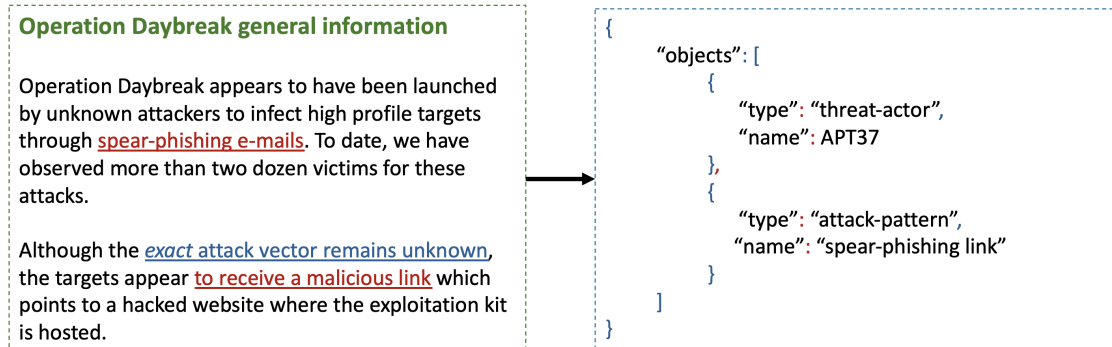 Operation Daybreak general information
Operation Daybreak appears to have been launched
by unknown attackers to infect high profile targets
through spear-phishing e-mails. To date, we have
observed more than two dozen victims for these
attacks.
Although the exact attack vector remains unknown,
the targets appear to receive a malicious link which
points to a hacked website where the exploitation kit
is hosted.
{
“objects”: [
{
“type”: “threat-actor”,
“name”: APT37
},
{
“type”: “attack-pattern”,
“name”: “spear-phishing link”
}
]
}